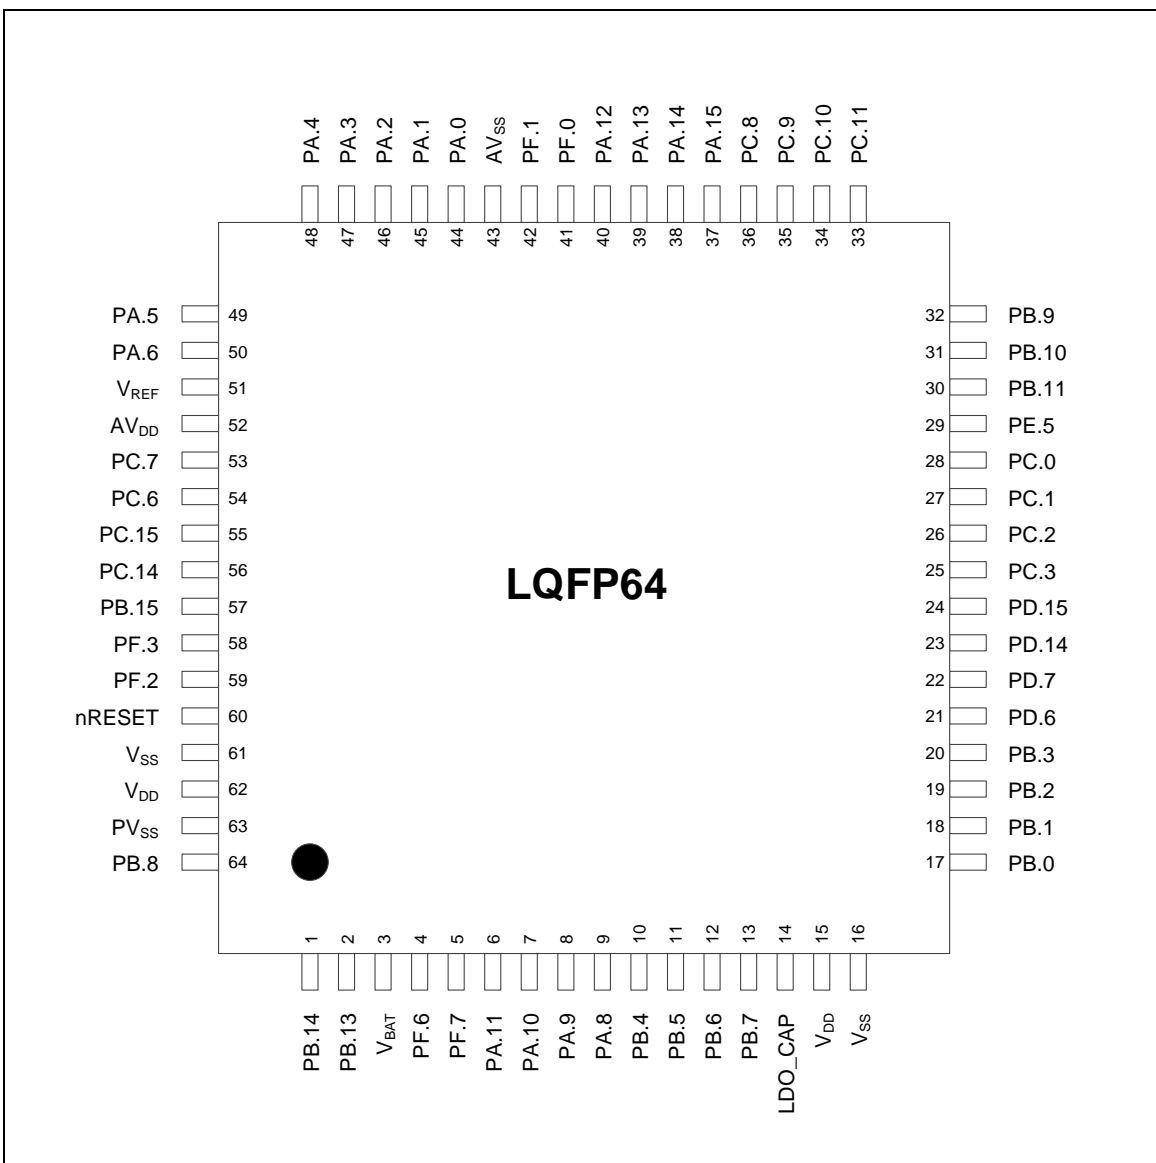 PA.4 PA.3 PA.2 PA.1 PA.0 AVSS PF.1 PF.0 PA.12 PA.13 PA.14 PA.15 PC.8 PC.9 PC.10 PC.11
48 47 46 45 44 43 42 41 40 39 38 37 36 35 34 33
PA.5 49 32 PB.9
PA.6 50 31 PB.10
VREF 51 30 PB.11
AVDD 52 29 PE.5
PC.7 53 28 PC.0
PC.6 54 27 PC.1
PC.15 55 26 PC.2
PC.14 56 25 PC.3
LQFP64
PB.15 57 24 PD.15
PF.3 58 23 PD.14
PF.2 59 22 PD.7
nRESET 60 21 PD.6
VSS 61 20 PB.3
VDD 62 19 PB.2
PVSS 63 18 PB.1
PB.8 64 17 PB.0
1 2 3 4 5 6 7 8 9 10 11 12 13 14 15 16
PB.14 PB.13 VBAT PF.6 PF.7 PA.11 PA.10 PA.9 PA.8 PB.4 PB.5 PB.6 PB.7 LDO_CAP VDD VSS